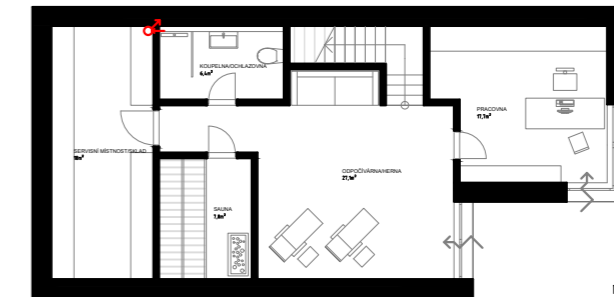 KOUPELNA/OCHLAZOVNA
6,4m²
PRACOVNA
17,7m²
SERVISNÍ MÍSTNOST/SKLAD
18m²
ODPOČÍVÁRNA/HERNA
27,1m²
SAUNA
7,8m²